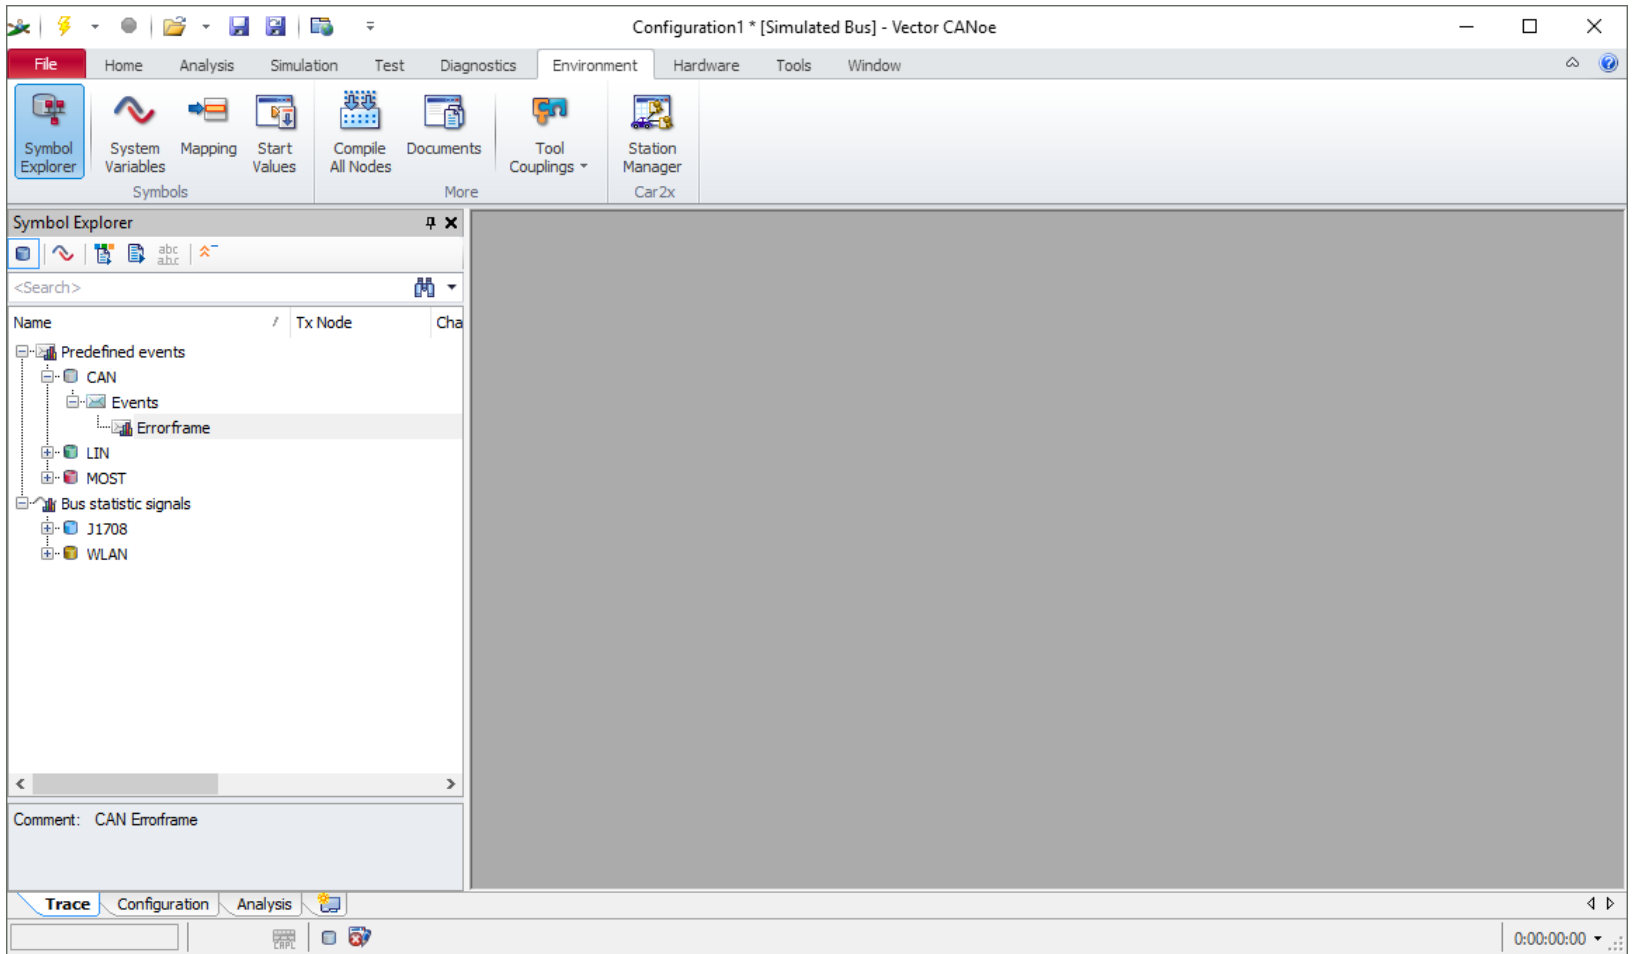 Configuration1 * [Simulated Bus] - Vector CANoe
File Home Analysis Simulation Test Diagnostics Environment Hardware Tools Window
Symbol Explorer
System Variables
Mapping
Start Values
Compile All Nodes
Documents
Tool Couplings
Station Manager
Symbols More Car2x
Symbol Explorer
abc
a.b.c
<Search>
Name / Tx Node Cha
Predefined events
CAN
Events
Errorframe
LIN
MOST
Bus statistic signals
J1708
WLAN
Comment: CAN Errorframe
Trace Configuration Analysis
CAPL
0:00:00:00